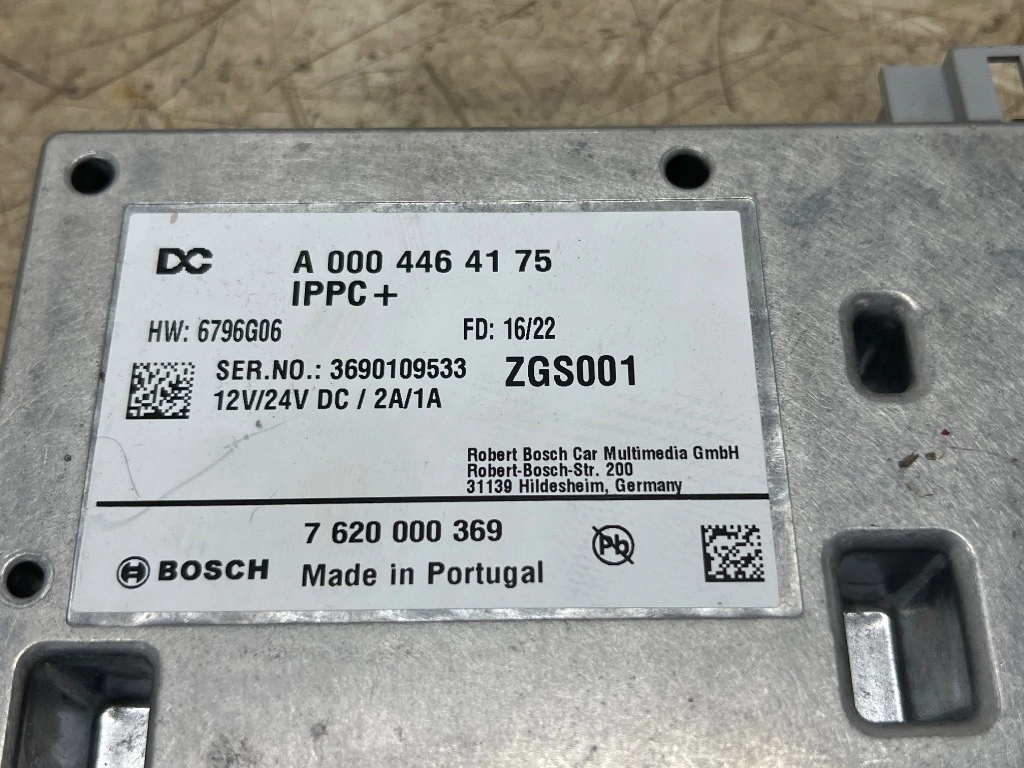 DC A 000 446 41 75
IPPC+
HW: 6796G06 FD: 16/22
SER.NO.: 3690109533 ZGS001
12V/24V DC / 2A/1A
Robert Bosch Car Multimedia GmbH
Robert-Bosch-Str. 200
31139 Hildesheim, Germany
7 620 000 369
Pb
BOSCH Made in Portugal